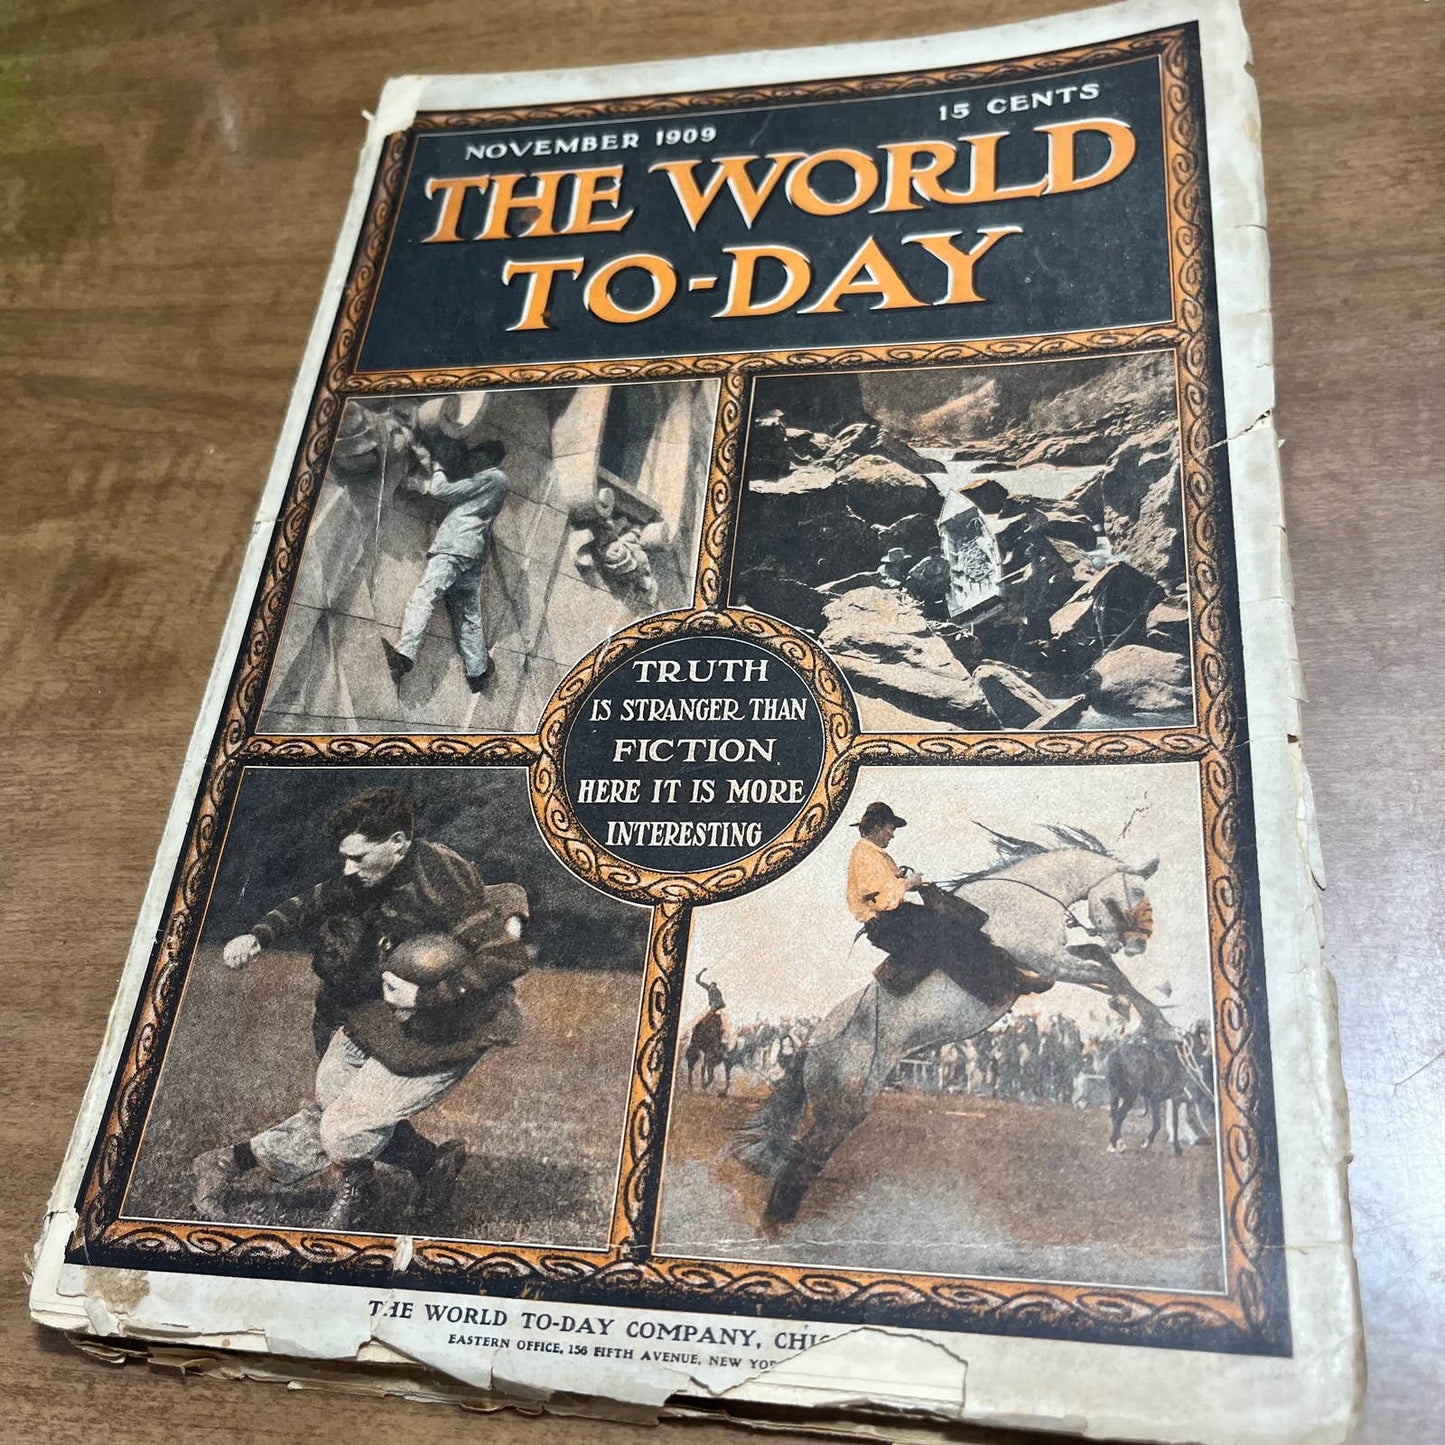 NOVEMBER 1909
15 CENTS
THE WORLD
TO-DAY
TRUTH
IS STRANGER THAN
FICTION
HERE IT IS MORE
INTERESTING
THE WORLD TO-DAY COMPANY,
EASTERN OFFICE, 156 FIFTH AVENUE, NEW